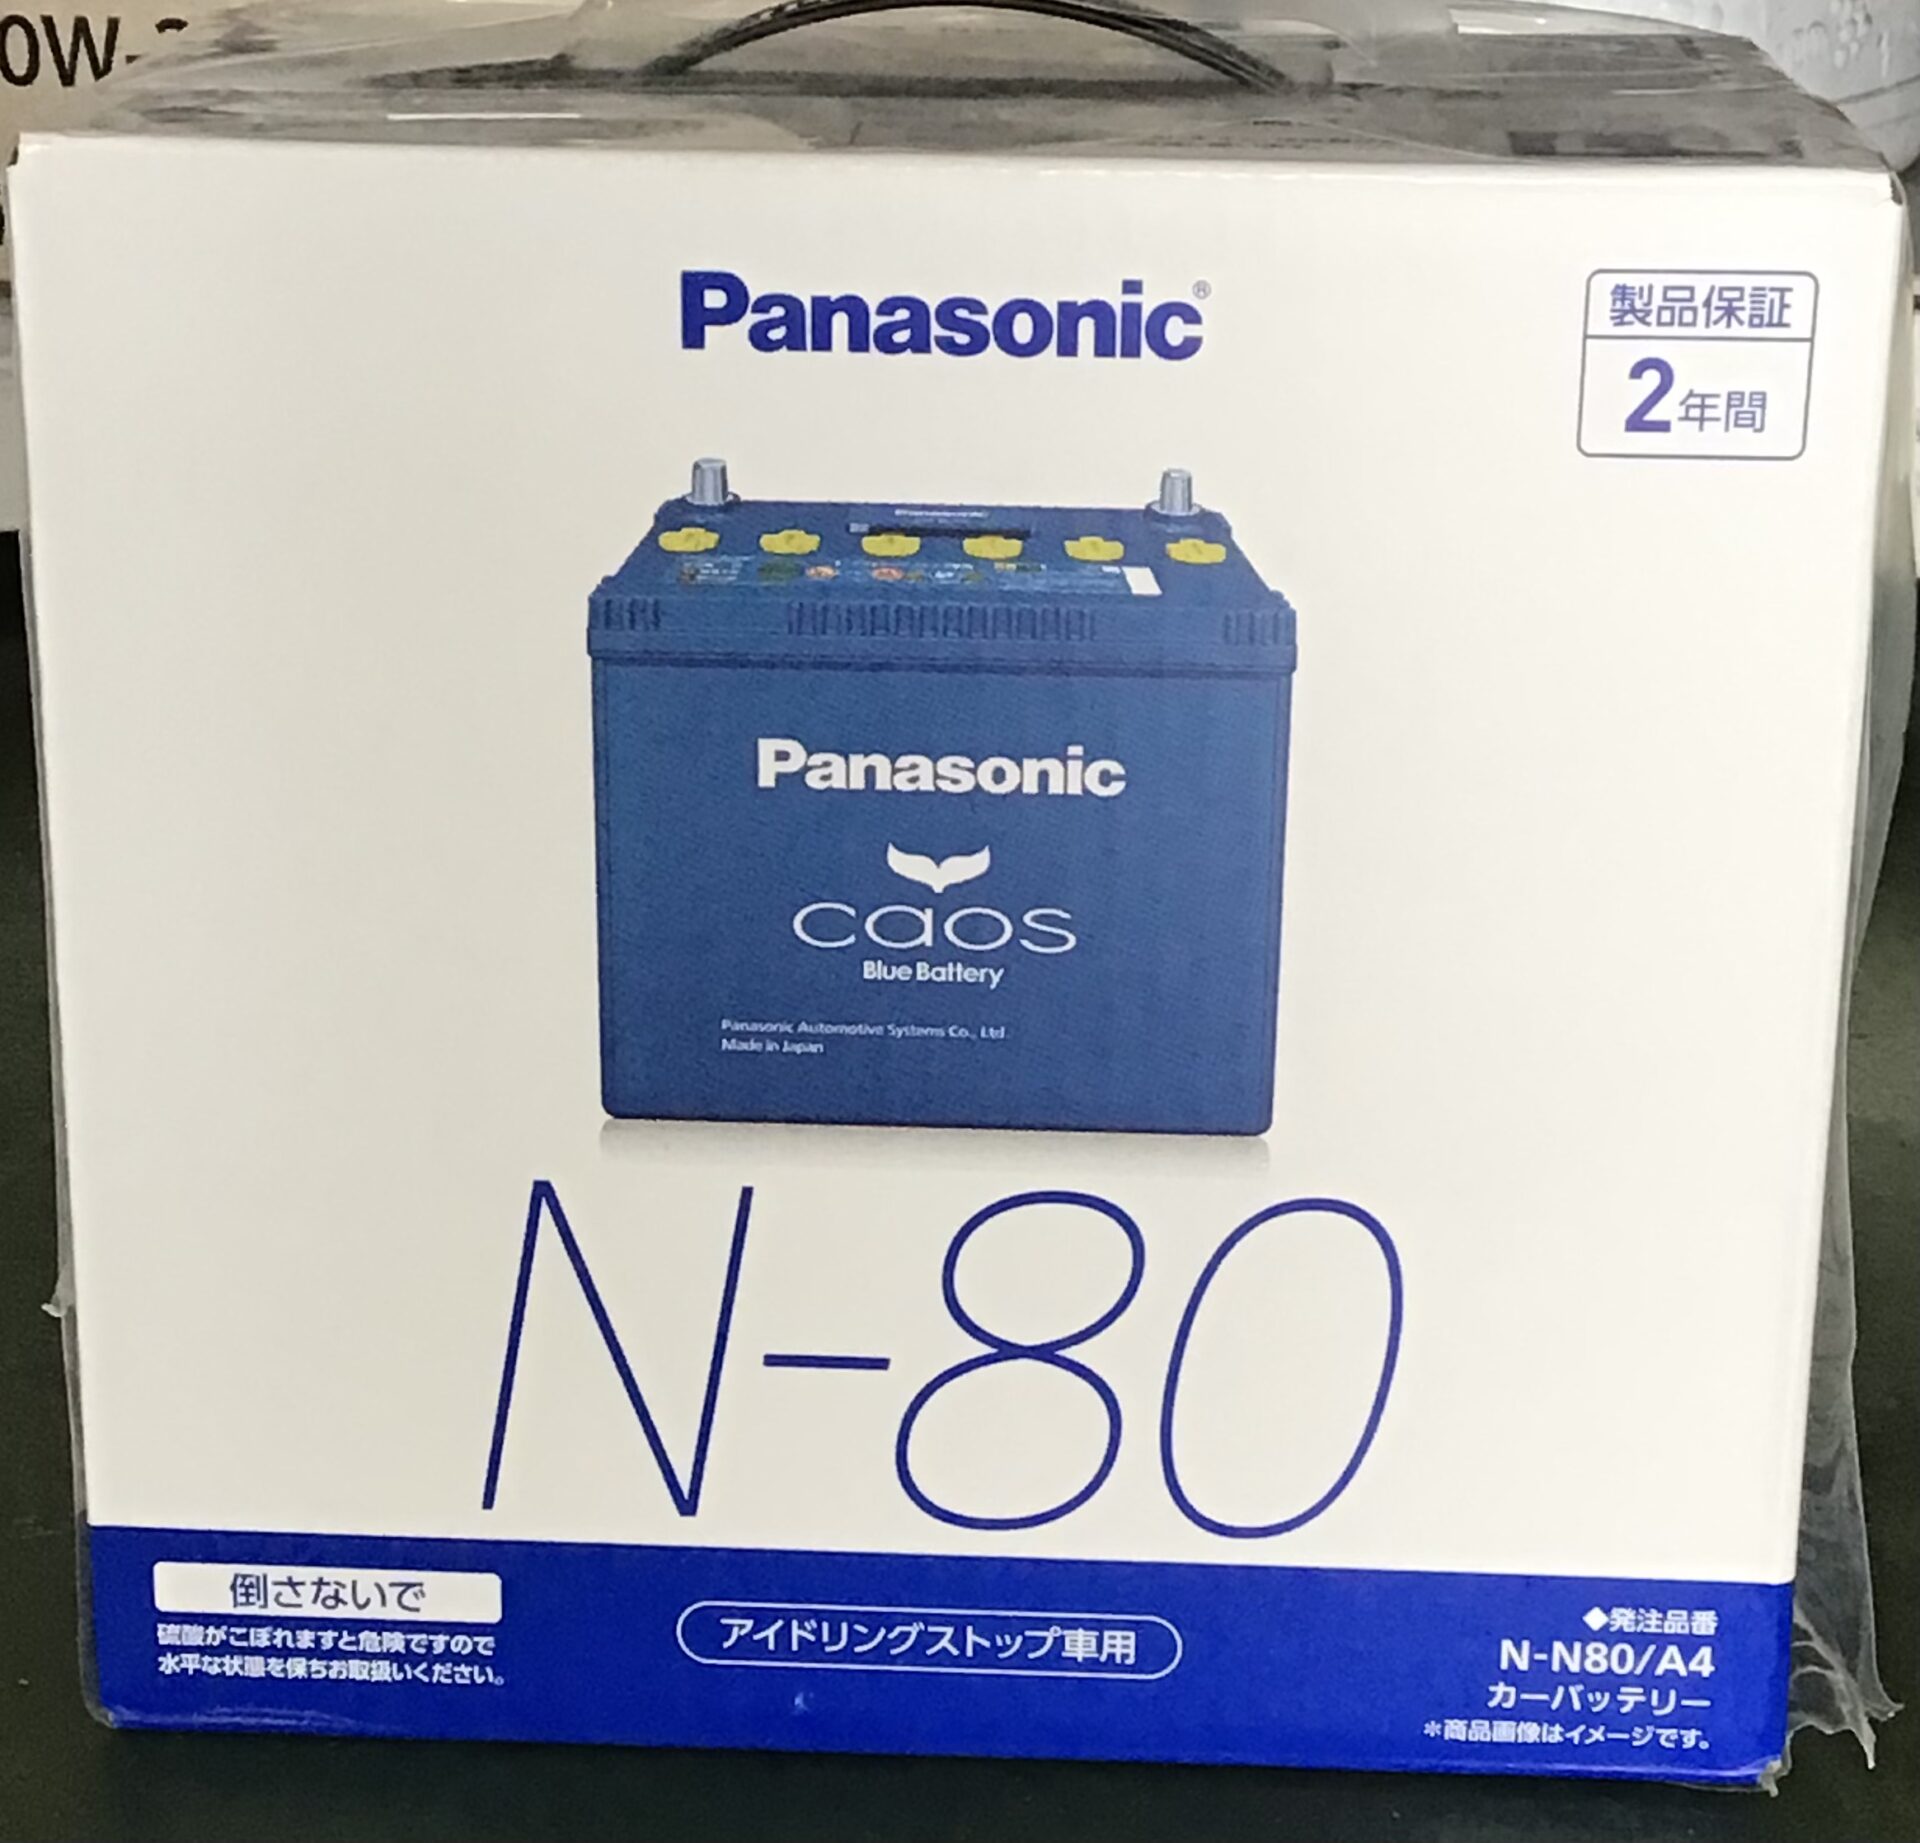 0W-
Panasonic®
製品保証
2年間
Panasonic
Panasonic
caos
Blue Battery
Panasonic Automotive Systems Co., Ltd.
Made in Japan
N-80
倒さないで
硫酸がこぼれますと危険ですので
水平な状態を保ちお取扱いください。
アイドリングストップ車用
◆発注品番
N-N80/A4
カーバッテリー
＊商品画像はイメージです。